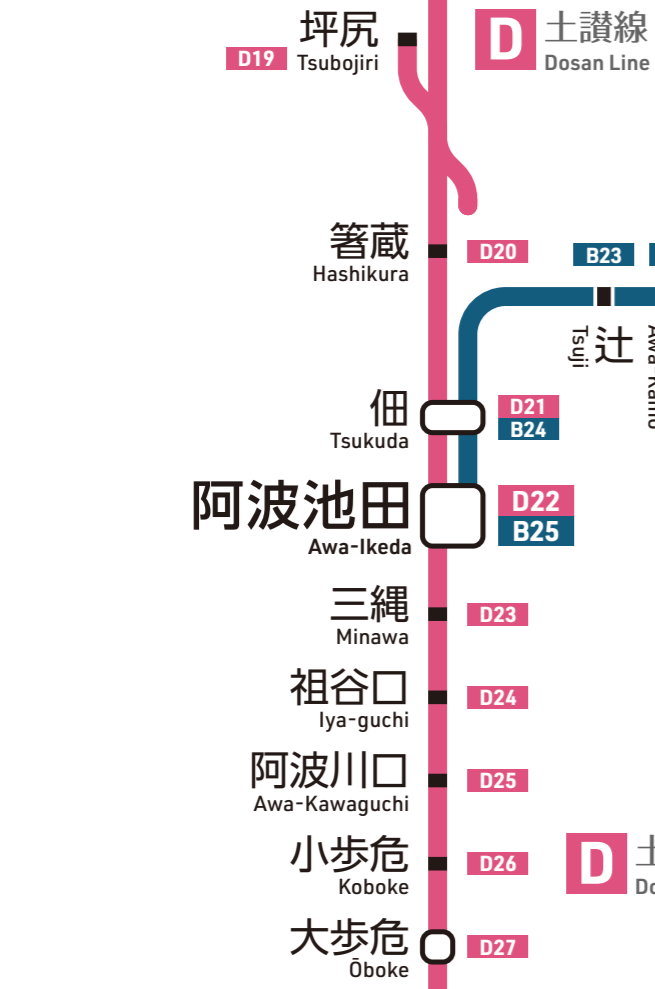 坪尻
D19 Tsubojiri
D 土讃線
Dosan Line
箸蔵
Hashikura
D20
B23
辻
Tsuji
佃
Tsukuda
D21
B24
阿波池田
Awa-Ikeda
D22
B25
三縄
Minawa
D23
祖谷口
Iya-guchi
D24
阿波川口
Awa-Kawaguchi
D25
小歩危
Koboke
D26
D 土
大歩危
Ōboke
D27